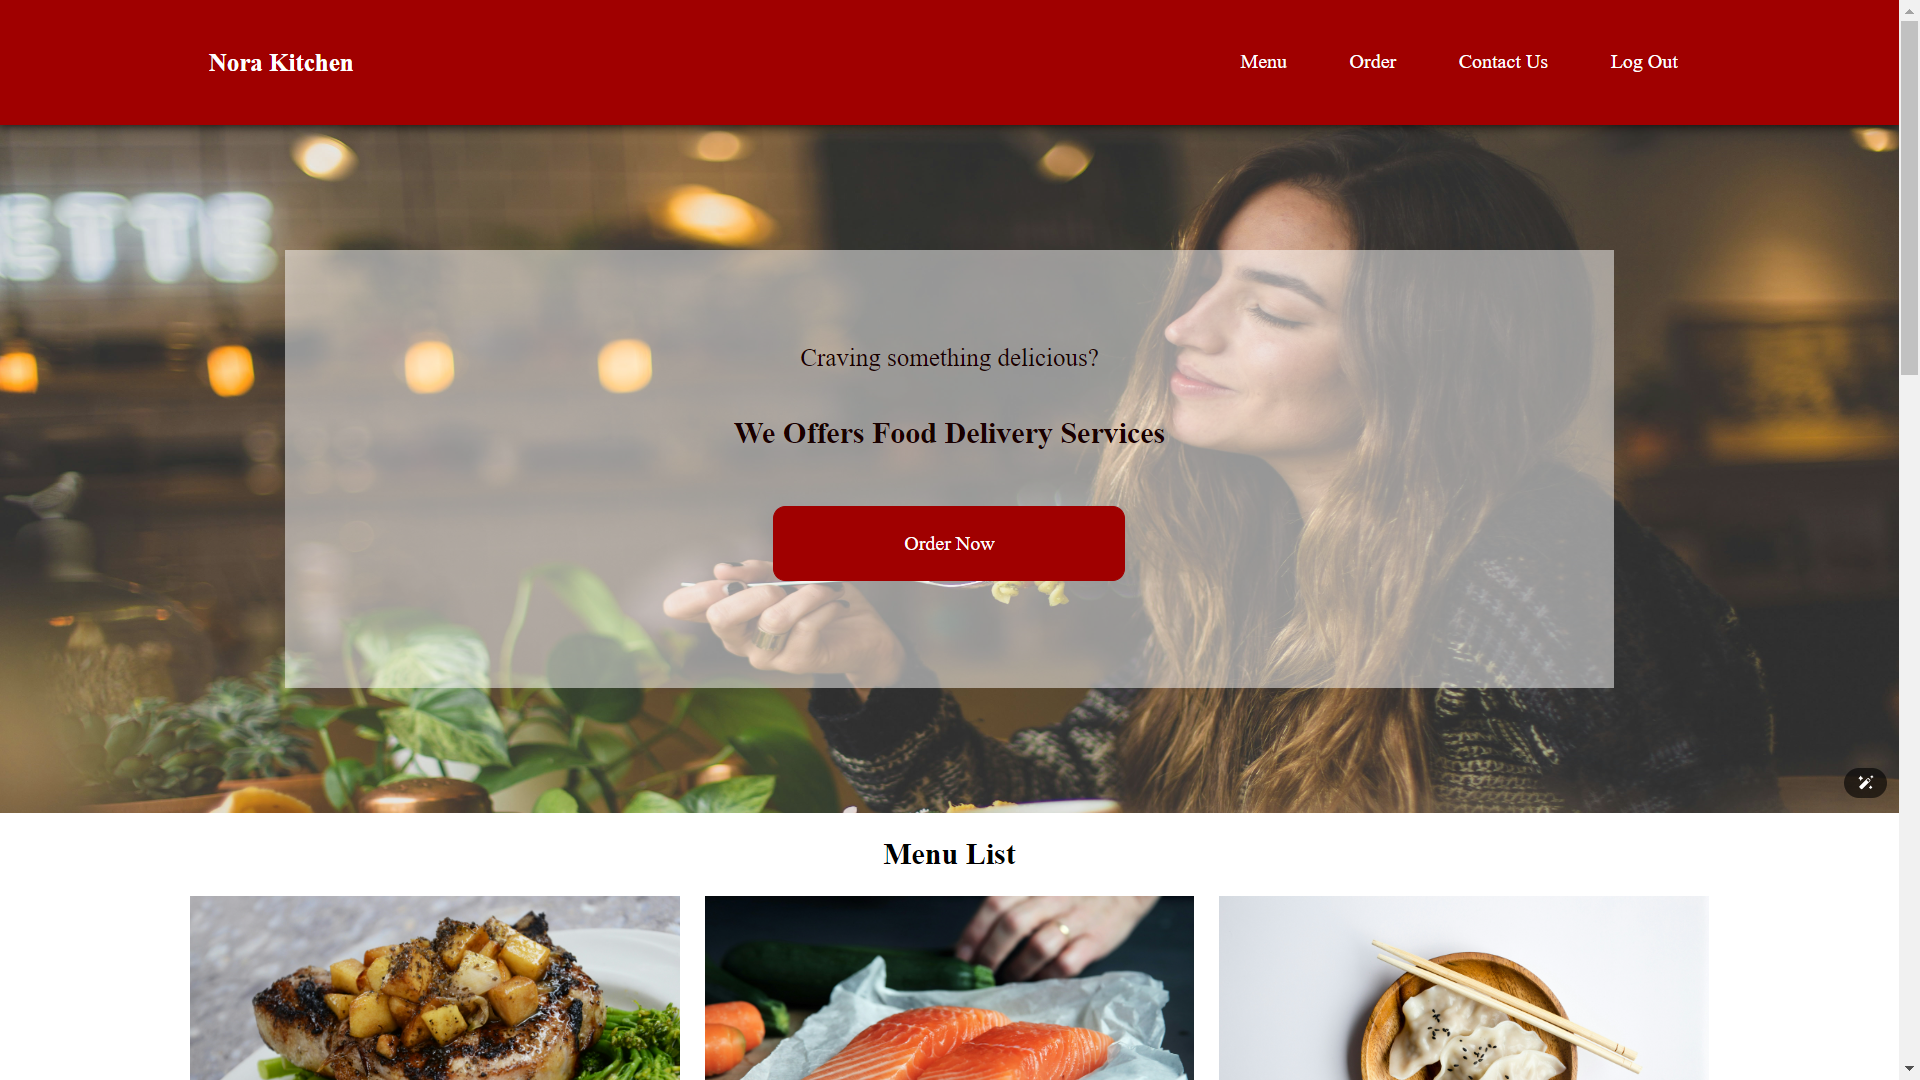 Nora Kitchen
Menu
Order
Contact Us
Log Out
ETTE
Craving something delicious?
We Offers Food Delivery Services
Order Now
Menu List